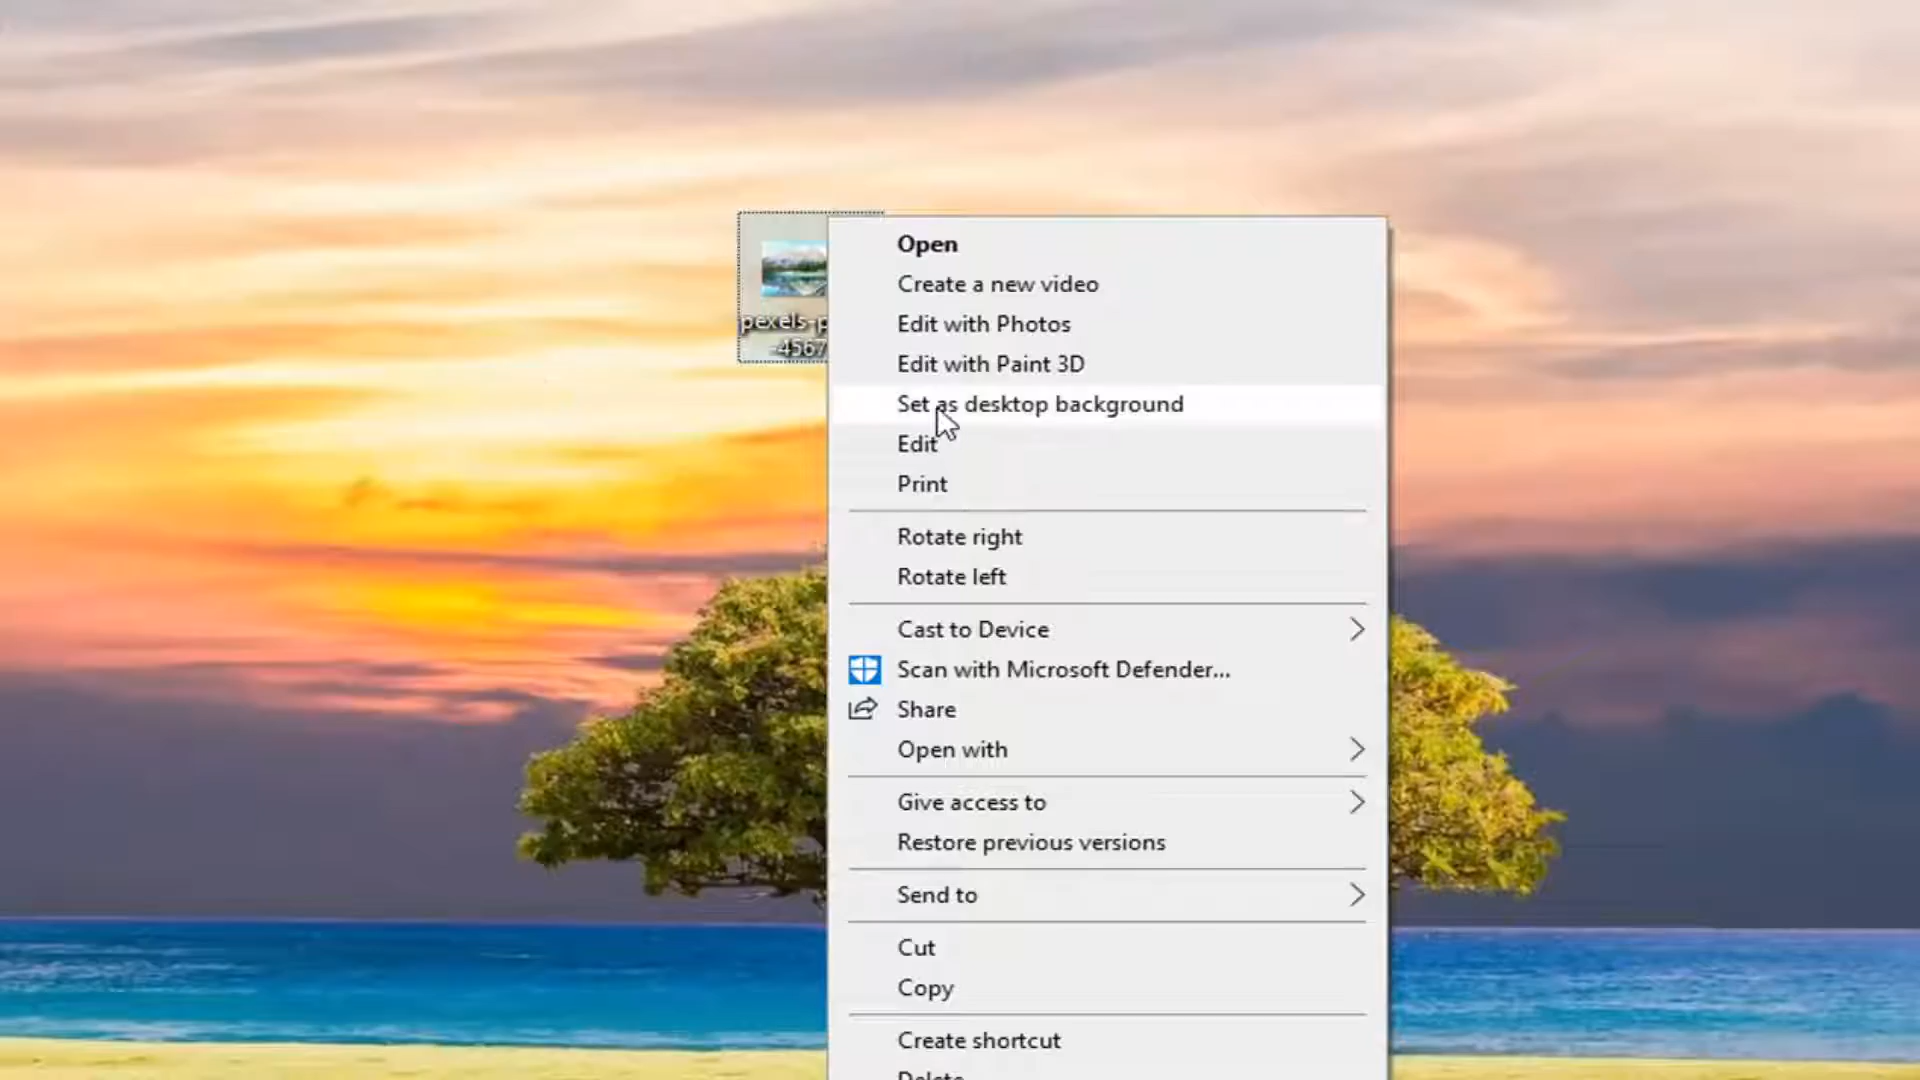 Open
Create a new video
Edit with Photos
Edit with Paint 3D
Set as desktop background
Edit
Print
Rotate right
Rotate left
Cast to Device
Scan with Microsoft Defender...
Share
Open with
Give access to
Restore previous versions
Send to
Cut
Copy
Create shortcut
Delete
pexels-p
-4567